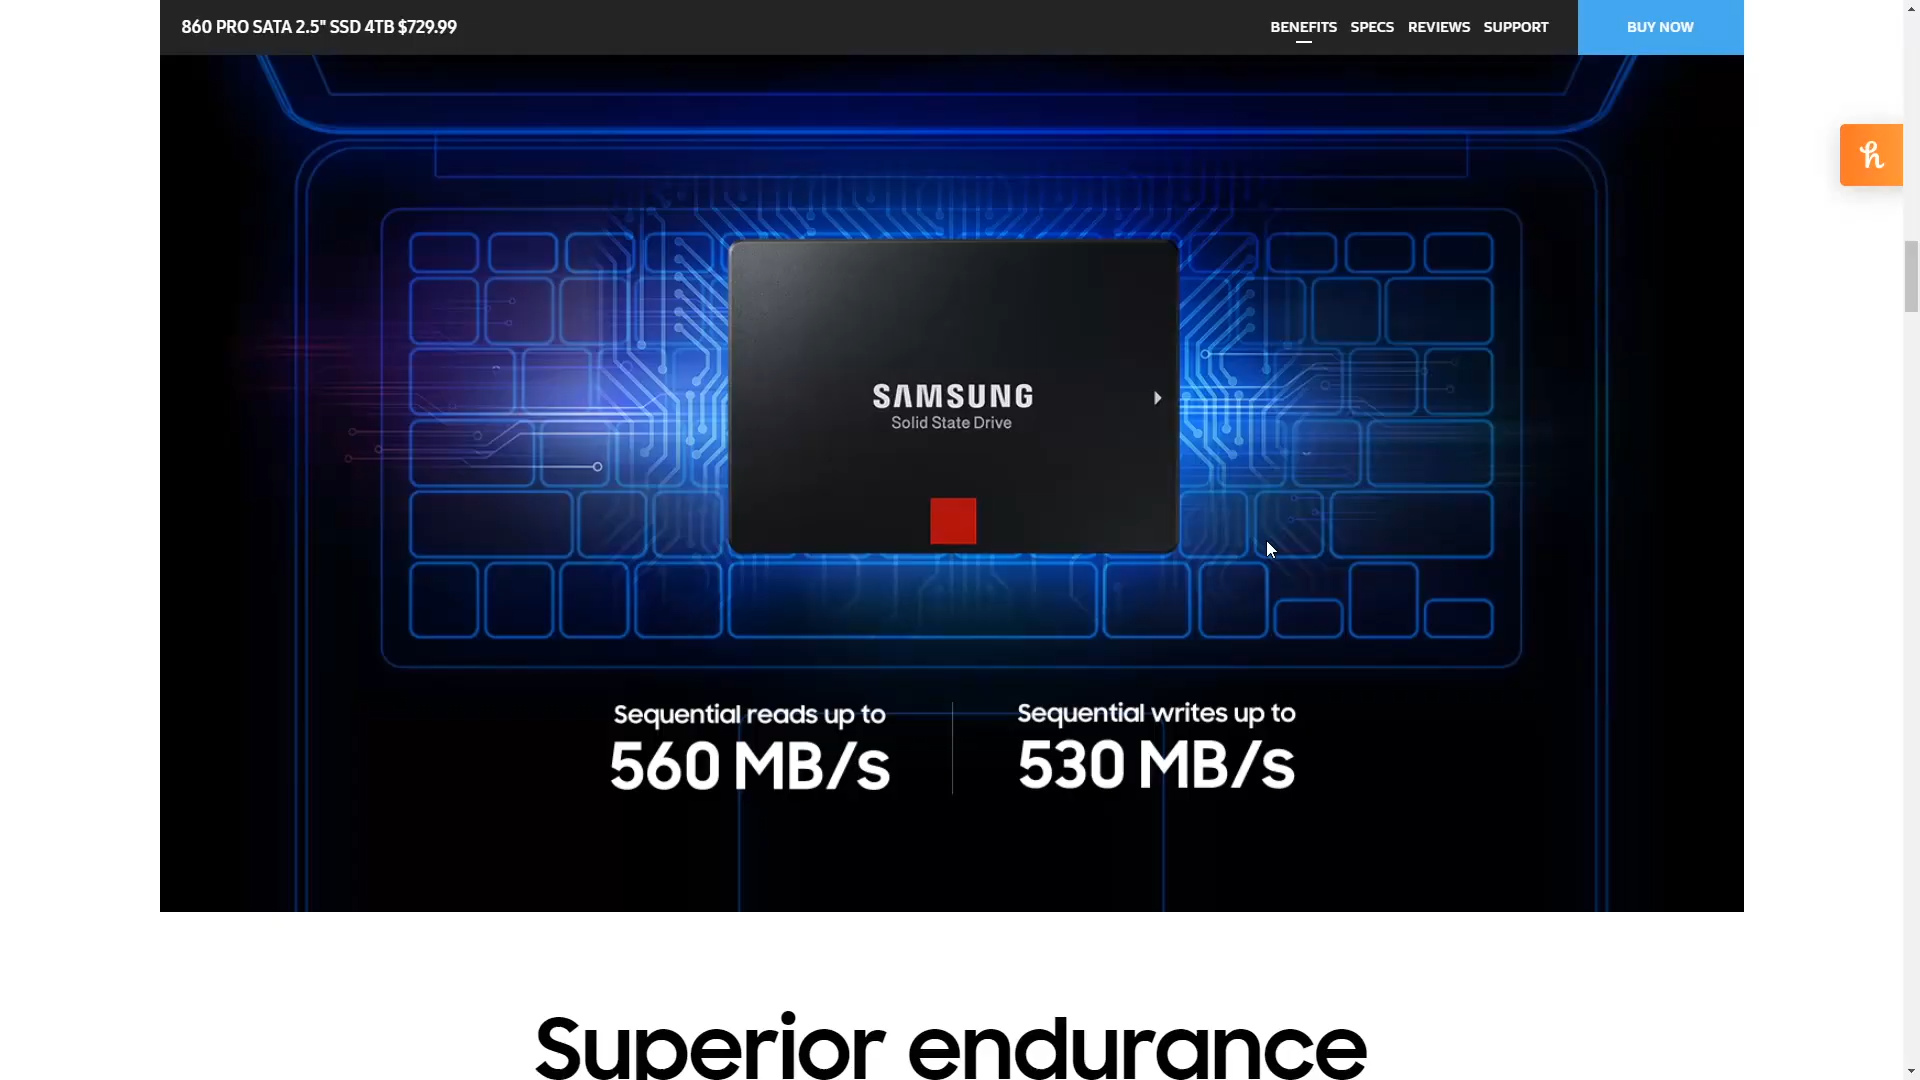 860 PRO SATA 2.5" SSD 4TB $729.99
BENEFITS SPECS REVIEWS SUPPORT BUY NOW
SAMSUNG
Solid State Drive
Sequential reads up to
560 MB/s
Sequential writes up to
530 MB/s
Superior endurance